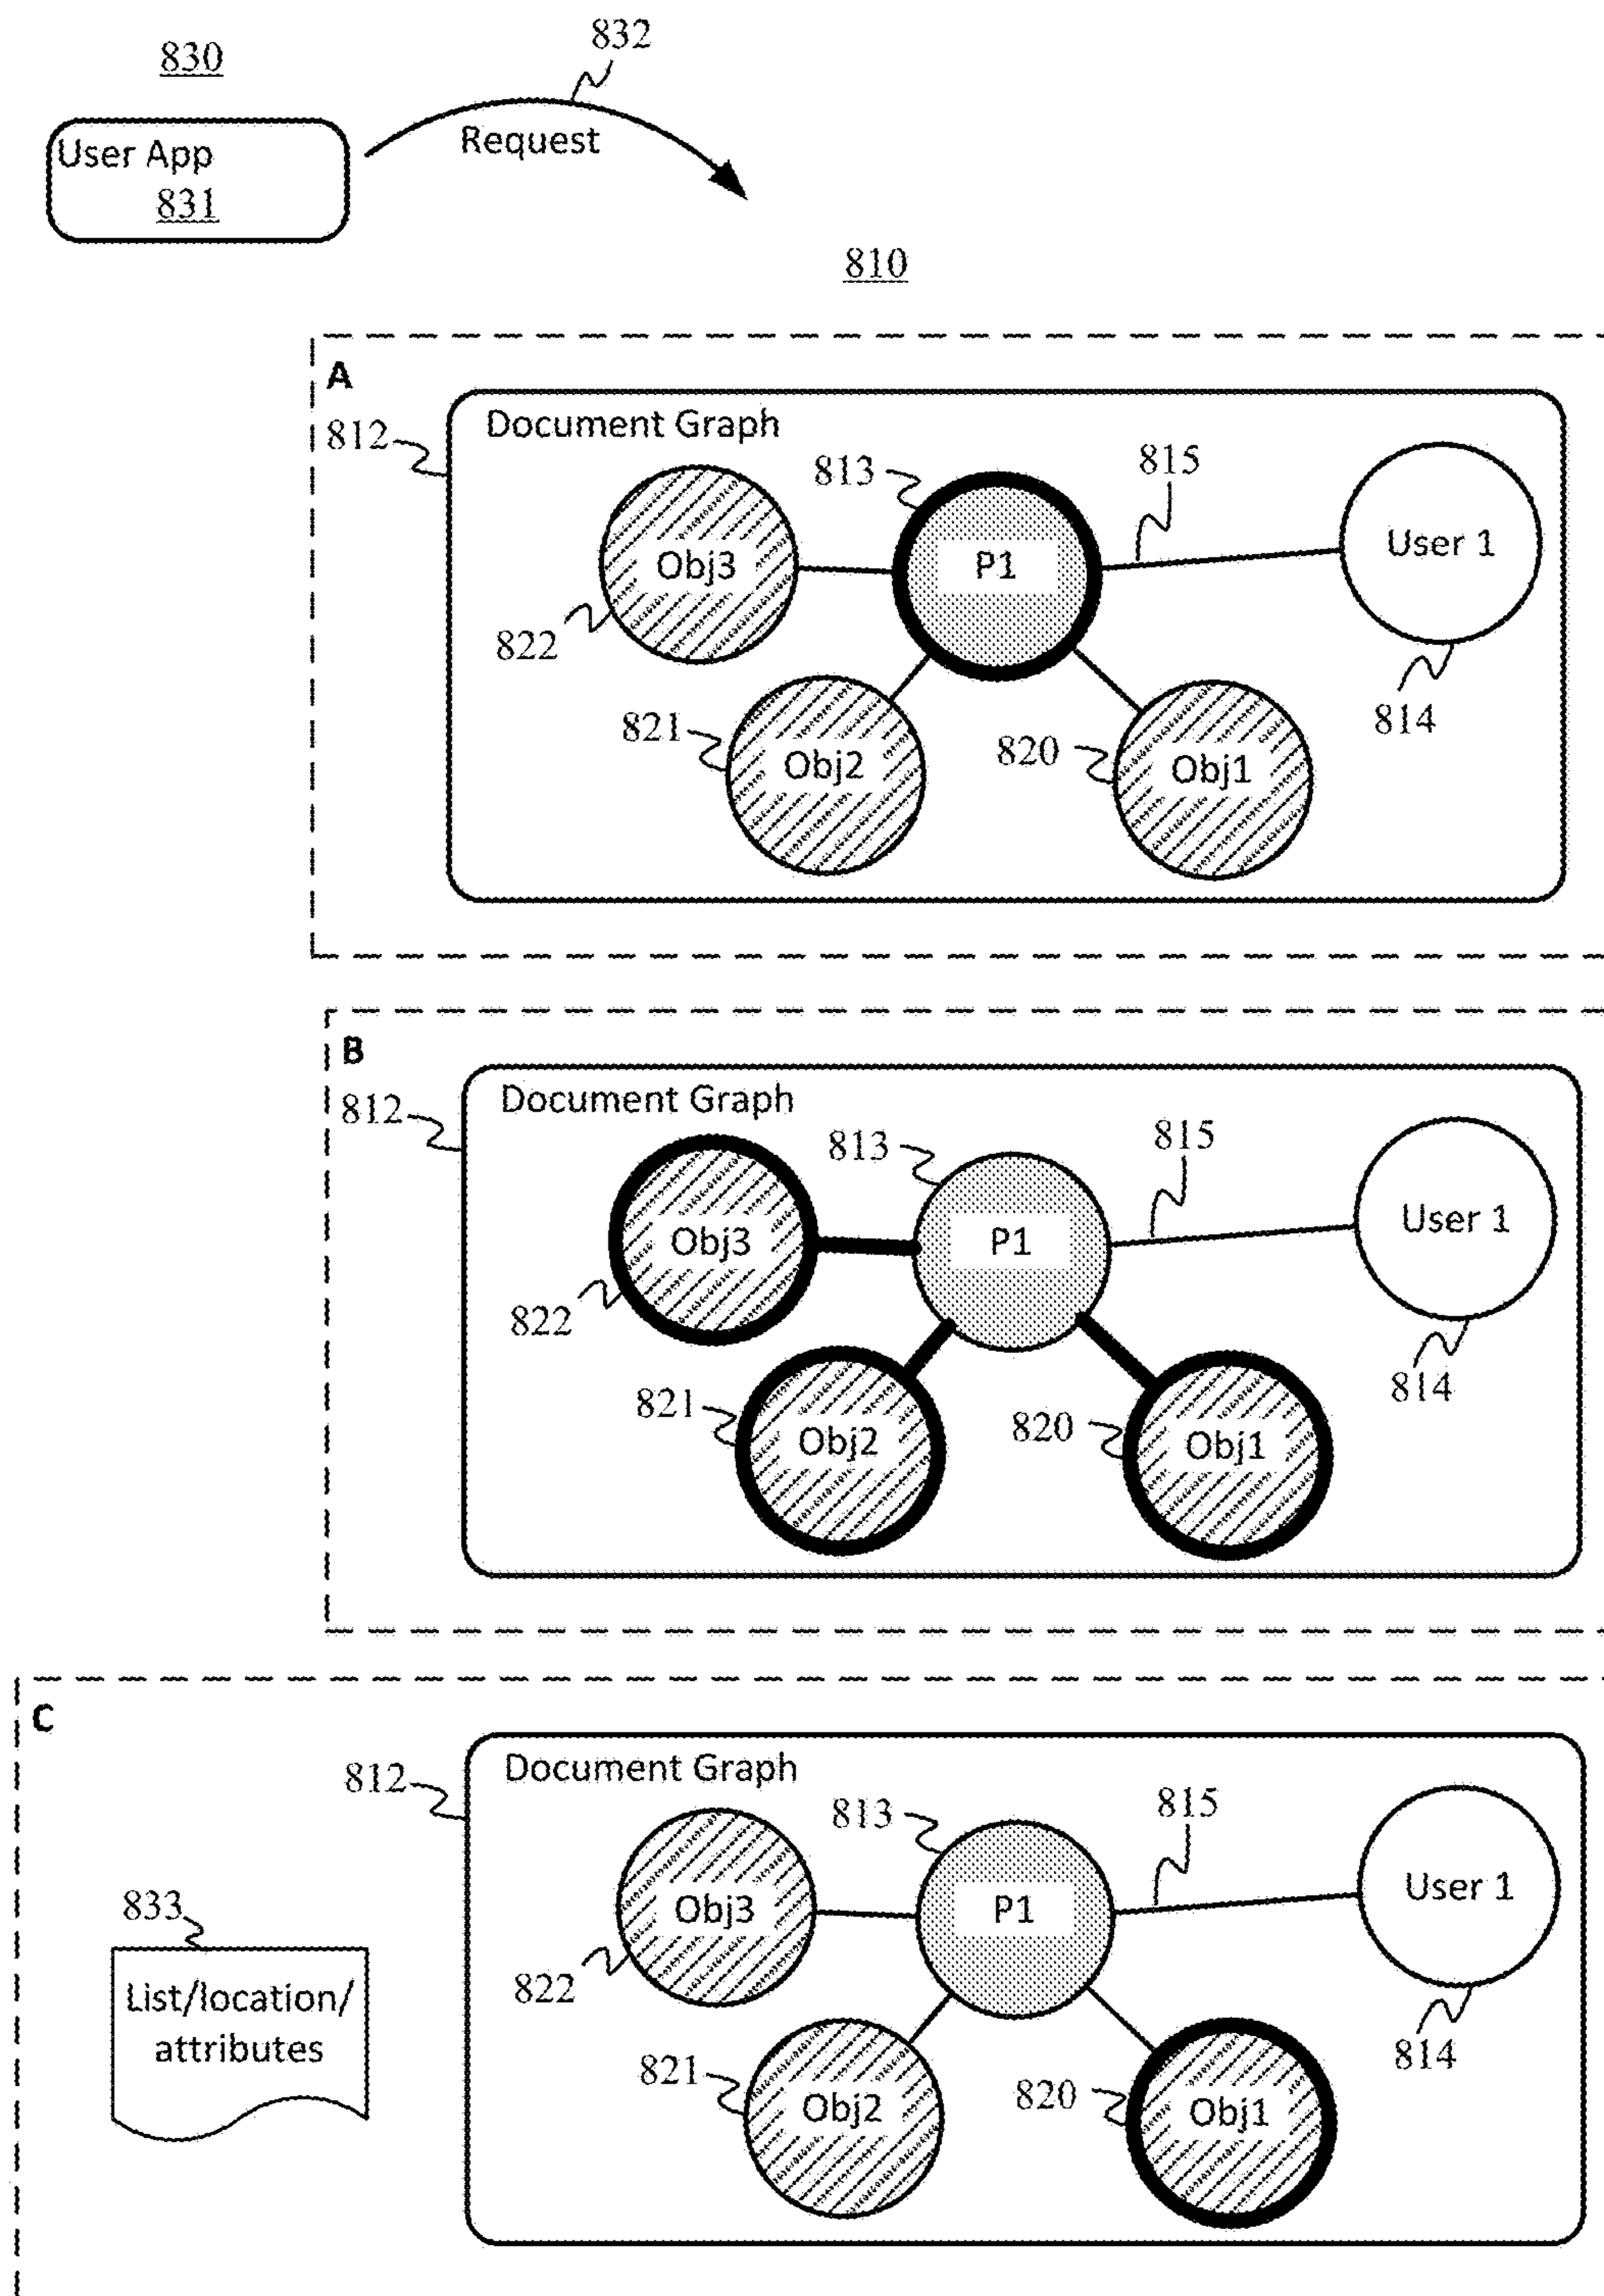 830
832
User App
831
Request
810
A
812
Document Graph
813
815
Obj3
P1
User 1
822
814
821
Obj2
820
Obj1
B
812
Document Graph
813
815
Obj3
P1
User 1
822
814
821
Obj2
820
Obj1
C
812
Document Graph
813
815
833
Obj3
P1
User 1
List/location/
attributes
822
814
821
Obj2
820
Obj1